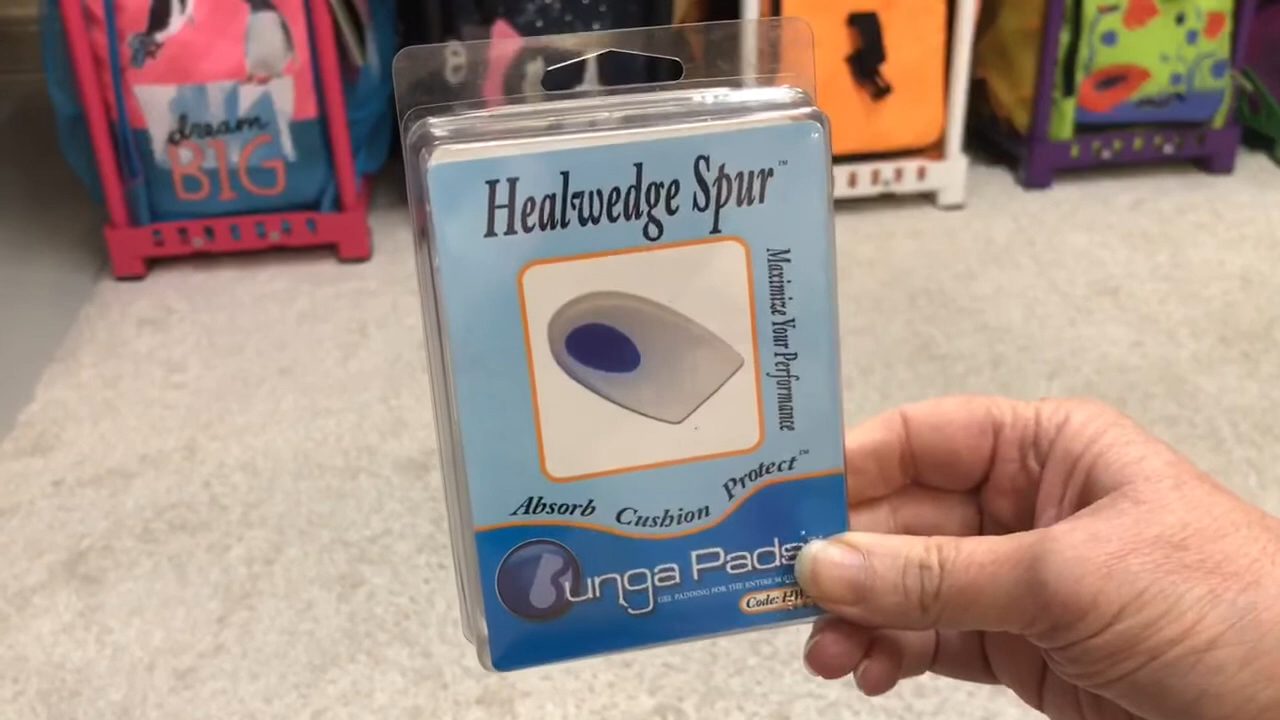 dream
BIG
Healwedge Spur™
Maximize Your Performance
Absorb Cushion Protect™
Bunga Pads
GEL PADDING FOR THE ENTIRE
Code: